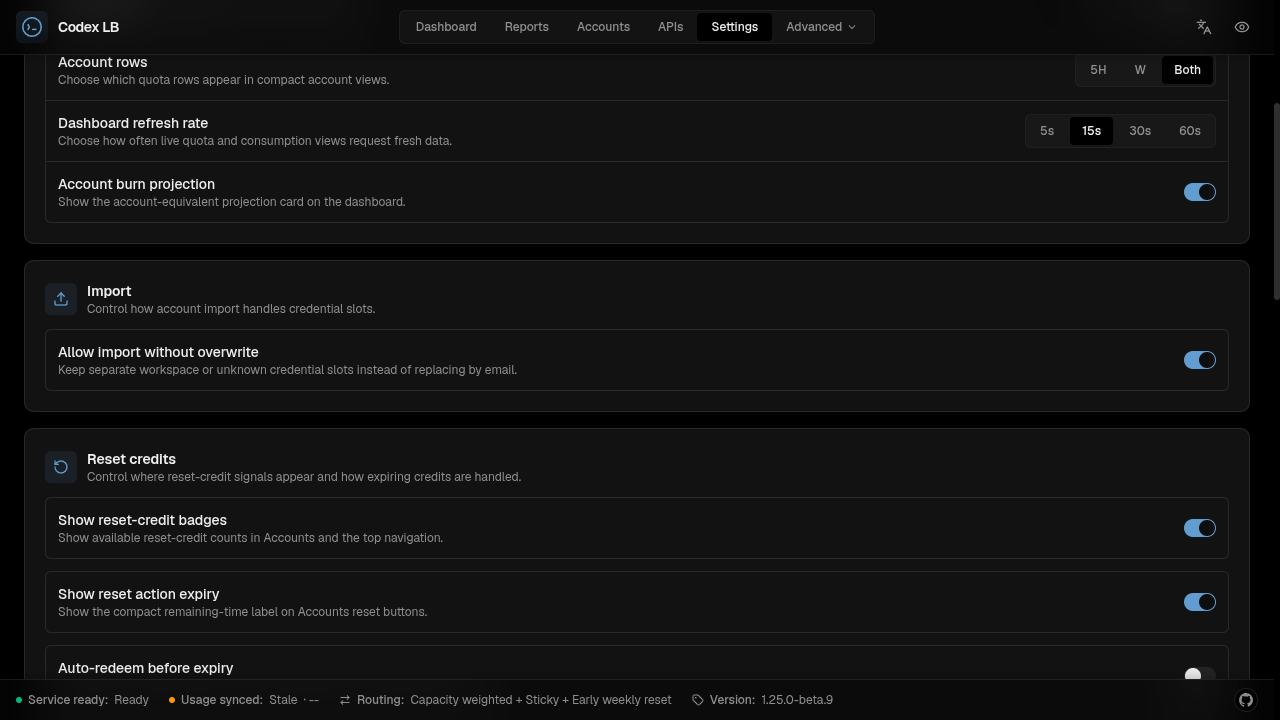 Codex LB
Dashboard
Reports
Accounts
APIs
Settings
Advanced
Account rows
Choose which quota rows appear in compact account views.
5H
W
Both
Dashboard refresh rate
Choose how often live quota and consumption views request fresh data.
5s
15s
30s
60s
Account burn projection
Show the account-equivalent projection card on the dashboard.
Import
Control how account import handles credential slots.
Allow import without overwrite
Keep separate workspace or unknown credential slots instead of replacing by email.
Reset credits
Control where reset-credit signals appear and how expiring credits are handled.
Show reset-credit badges
Show available reset-credit counts in Accounts and the top navigation.
Show reset action expiry
Show the compact remaining-time label on Accounts reset buttons.
Auto-redeem before expiry
Service ready: Ready
Usage synced: Stale · --
Routing: Capacity weighted + Sticky + Early weekly reset
Version: 1.25.0-beta.9